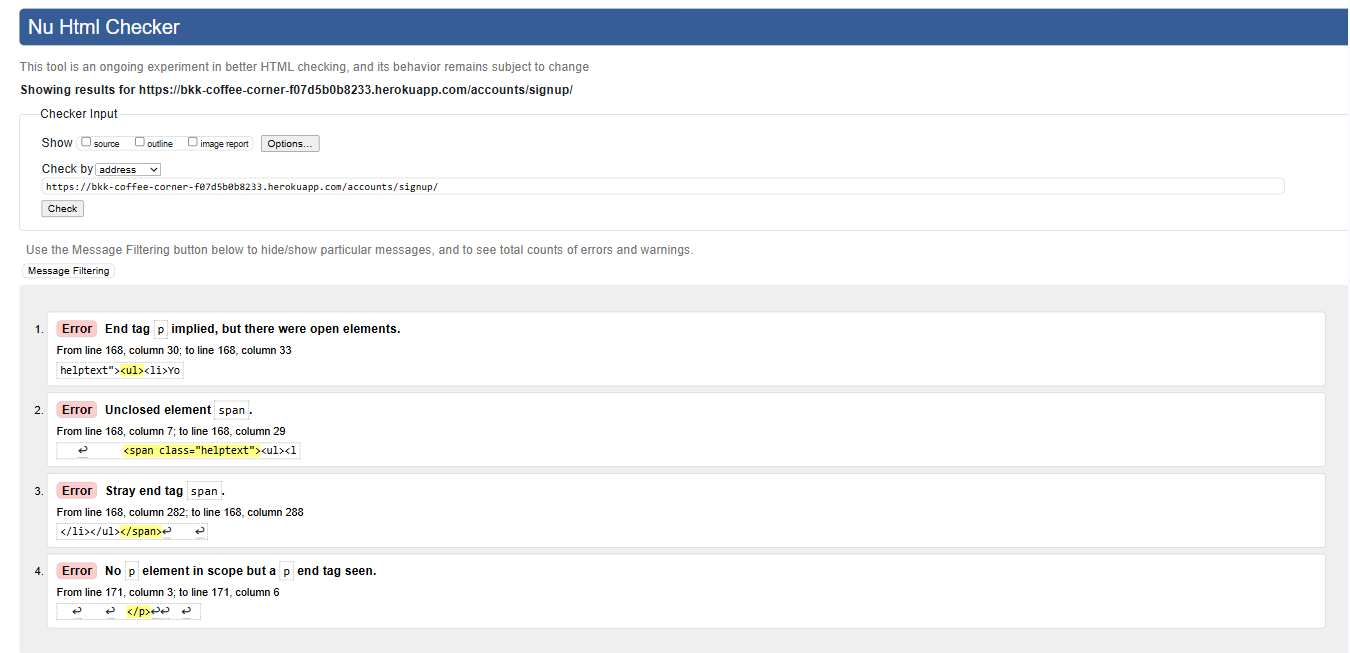 Nu Html Checker
This tool is an ongoing experiment in better HTML checking, and its behavior remains subject to change
Showing results for https://bkk-coffee-corner-f07d5b0b8233.herokuapp.com/accounts/signup/
Checker Input
Show source outline image report Options...
Check by address
https://bkk-coffee-corner-f07d5b0b8233.herokuapp.com/accounts/signup/
Check
Use the Message Filtering button below to hide/show particular messages, and to see total counts of errors and warnings.
Message Filtering
1. Error End tag p implied, but there were open elements.
From line 168, column 30; to line 168, column 33
helptext"><ul><li>Yo
2. Error Unclosed element span.
From line 168, column 7; to line 168, column 29
↩ <span class="helptext"><ul><l
3. Error Stray end tag span.
From line 168, column 282; to line 168, column 288
</li></ul></span>↩ ↩
4. Error No p element in scope but a p end tag seen.
From line 171, column 3; to line 171, column 6
↩ ↩ </p>↩↩ ↩